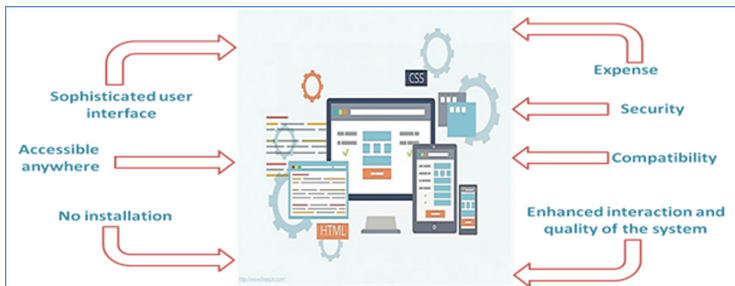 Sophisticated user
interface
Accessible
anywhere
No installation
CSS
HTML
Expense
Security
Compatibility
Enhanced interaction and
quality of the system